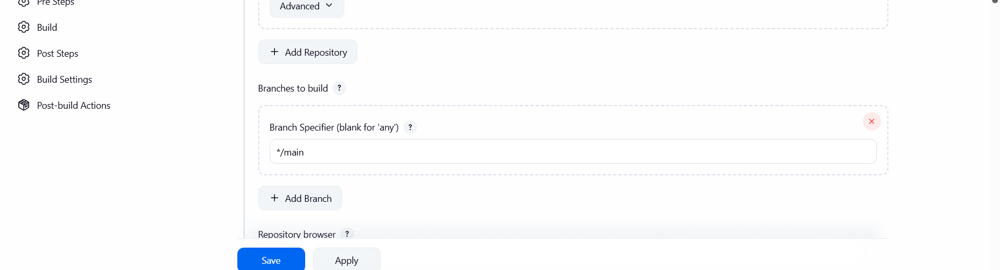 Pre Steps
Build
Post Steps
Build Settings
Post-build Actions
Advanced
+ Add Repository
Branches to build ?
Branch Specifier (blank for 'any') ?
*/main
+ Add Branch
Repository browser ?
Save
Apply